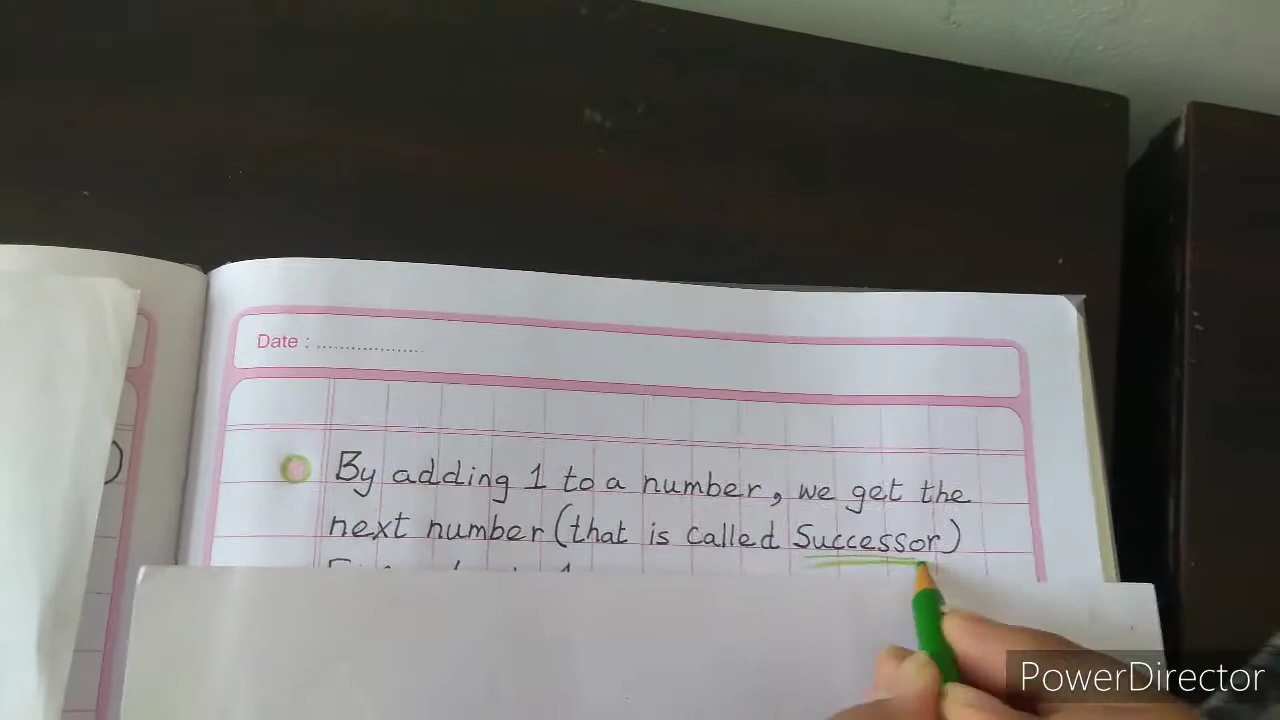 Date : ...................
By adding 1 to a number, we get the
next number (that is called Successor)
PowerDirector